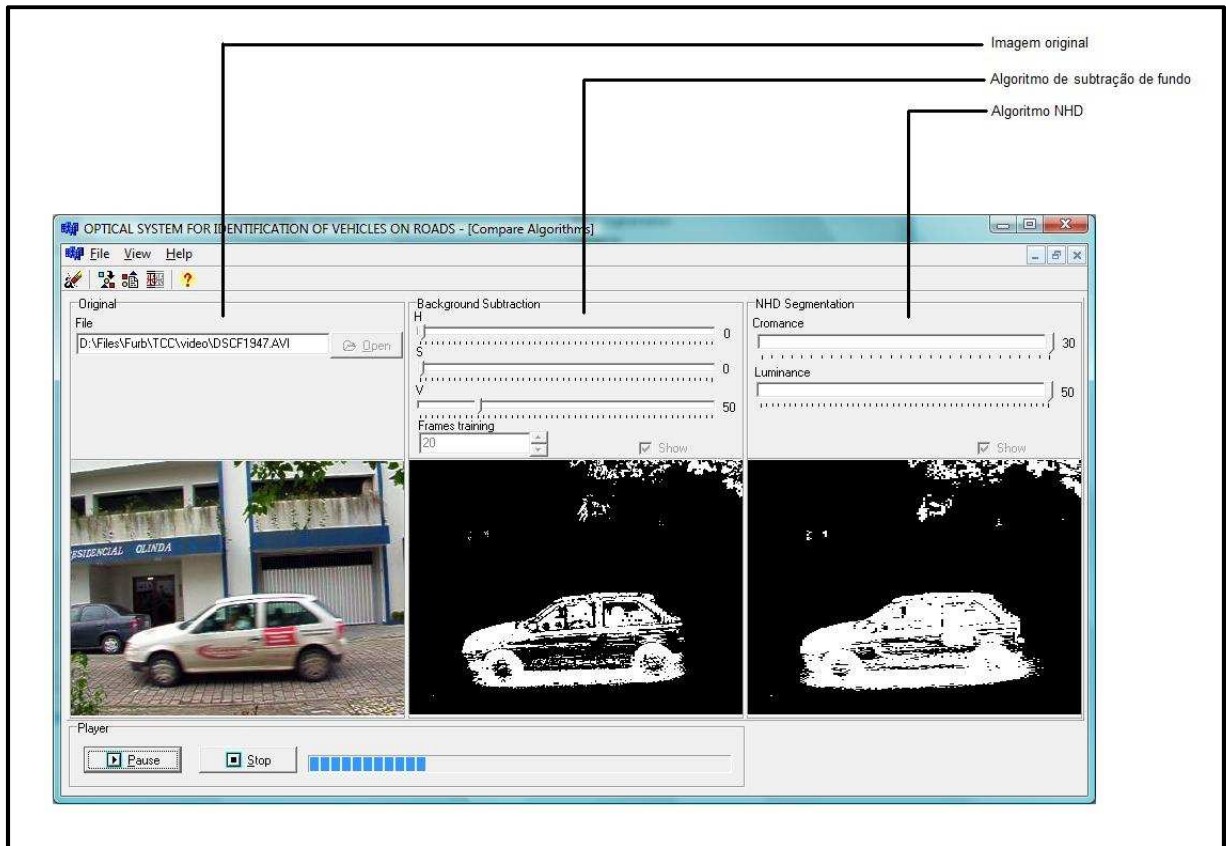 Imagem original
Algoritmo de subtração de fundo
Algoritmo NHD
OPTICAL SYSTEM FOR IDENTIFICATION OF VEHICLES ON ROADS - [Compare Algorithms]
File View Help
Original
File
D:\Files\Furb\TCC\video\DSCF1947.AVI
Open
Background Subtraction
H
0
S
0
V
50
Frames training
20
Show
NHD Segmentation
Cromance
30
Luminance
50
Show
RESIDENCIAL OLINDA
Player
Pause
Stop